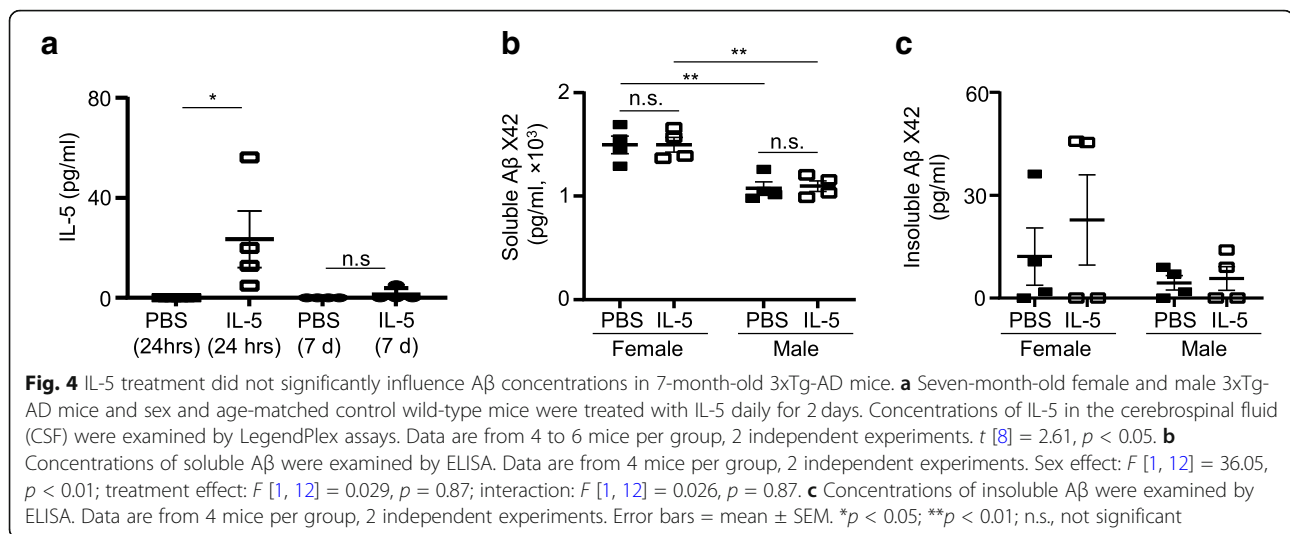 a
80
40
0
IL-5 (pg/ml)
*
n.s
PBS (24hrs)
IL-5 (24 hrs)
PBS (7 d)
IL-5 (7 d)
b
2
1
0
Soluble Aβ X42
(pg/ml, ×10³)
**
**
n.s.
n.s.
PBS IL-5 PBS IL-5
Female Male
c
60
30
0
Insoluble Aβ X42
(pg/ml)
PBS IL-5 PBS IL-5
Female Male
Fig. 4 IL-5 treatment did not significantly influence Aβ concentrations in 7-month-old 3xTg-AD mice. a Seven-month-old female and male 3xTg-
AD mice and sex and age-matched control wild-type mice were treated with IL-5 daily for 2 days. Concentrations of IL-5 in the cerebrospinal fluid
(CSF) were examined by LegendPlex assays. Data are from 4 to 6 mice per group, 2 independent experiments. t [8] = 2.61, p < 0.05. b
Concentrations of soluble Aβ were examined by ELISA. Data are from 4 mice per group, 2 independent experiments. Sex effect: F [1, 12] = 36.05,
p < 0.01; treatment effect: F [1, 12] = 0.029, p = 0.87; interaction: F [1, 12] = 0.026, p = 0.87. c Concentrations of insoluble Aβ were examined by
ELISA. Data are from 4 mice per group, 2 independent experiments. Error bars = mean ± SEM. *p < 0.05; **p < 0.01; n.s., not significant